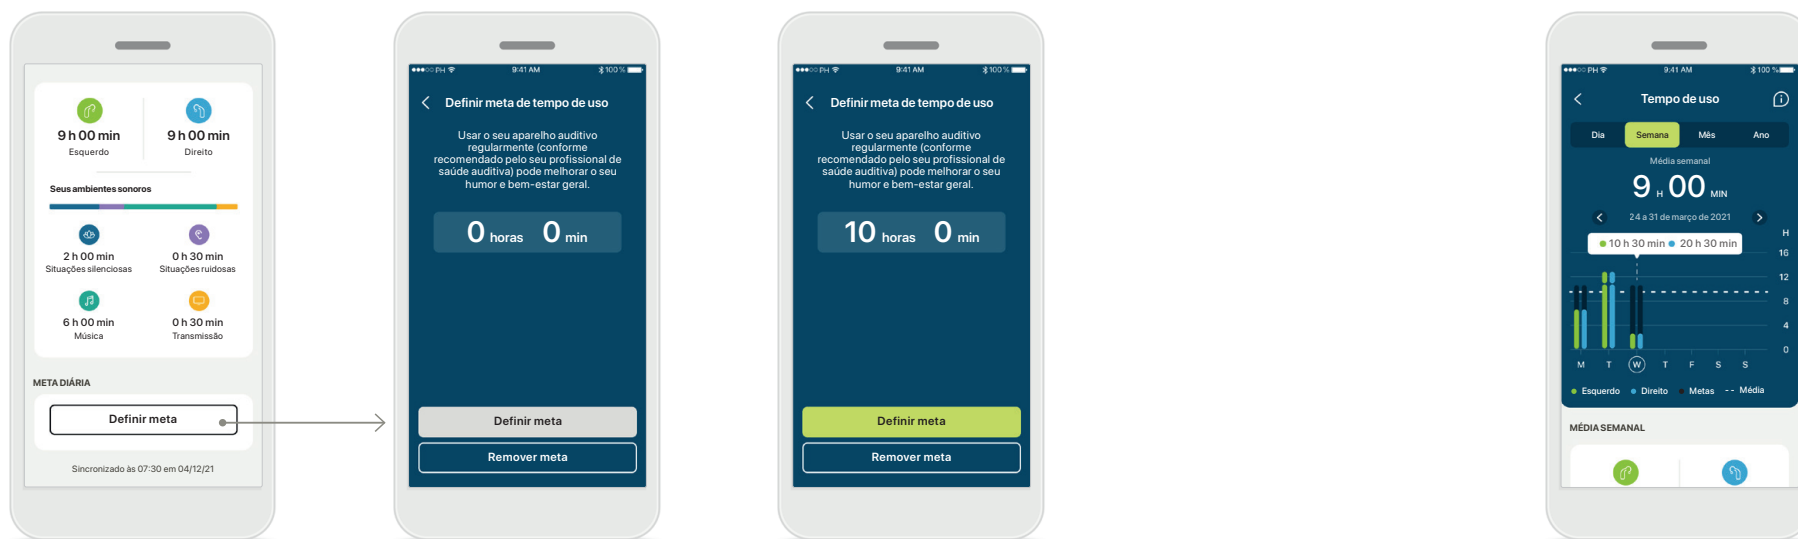 9 h 00 min
Esquerdo
9 h 00 min
Direito
Seus ambientes sonoros
2 h 00 min
Situações silenciosas
0 h 30 min
Situações ruidosas
6 h 00 min
Música
0 h 30 min
Transmissão
META DIÁRIA
Definir meta
Sincronizado às 07:30 em 04/12/21
PH 9:41 AM 100 %
Definir meta de tempo de uso
Usar o seu aparelho auditivo
regularmente (conforme
recomendado pelo seu profissional de
saúde auditiva) pode melhorar o seu
humor e bem-estar geral.
0 horas 0 min
Definir meta
Remover meta
PH 9:41 AM 100 %
Definir meta de tempo de uso
Usar o seu aparelho auditivo
regularmente (conforme
recomendado pelo seu profissional de
saúde auditiva) pode melhorar o seu
humor e bem-estar geral.
10 horas 0 min
Definir meta
Remover meta
PH 9:41 AM 100 %
Tempo de uso
Dia Semana Mês Ano
Média semanal
9 H 00 MIN
24 a 31 de março de 2021
10 h 30 min 20 h 30 min
H
16
12
8
4
0
M T W T F S S
Esquerdo Direito Metas -- Média
MÉDIA SEMANAL